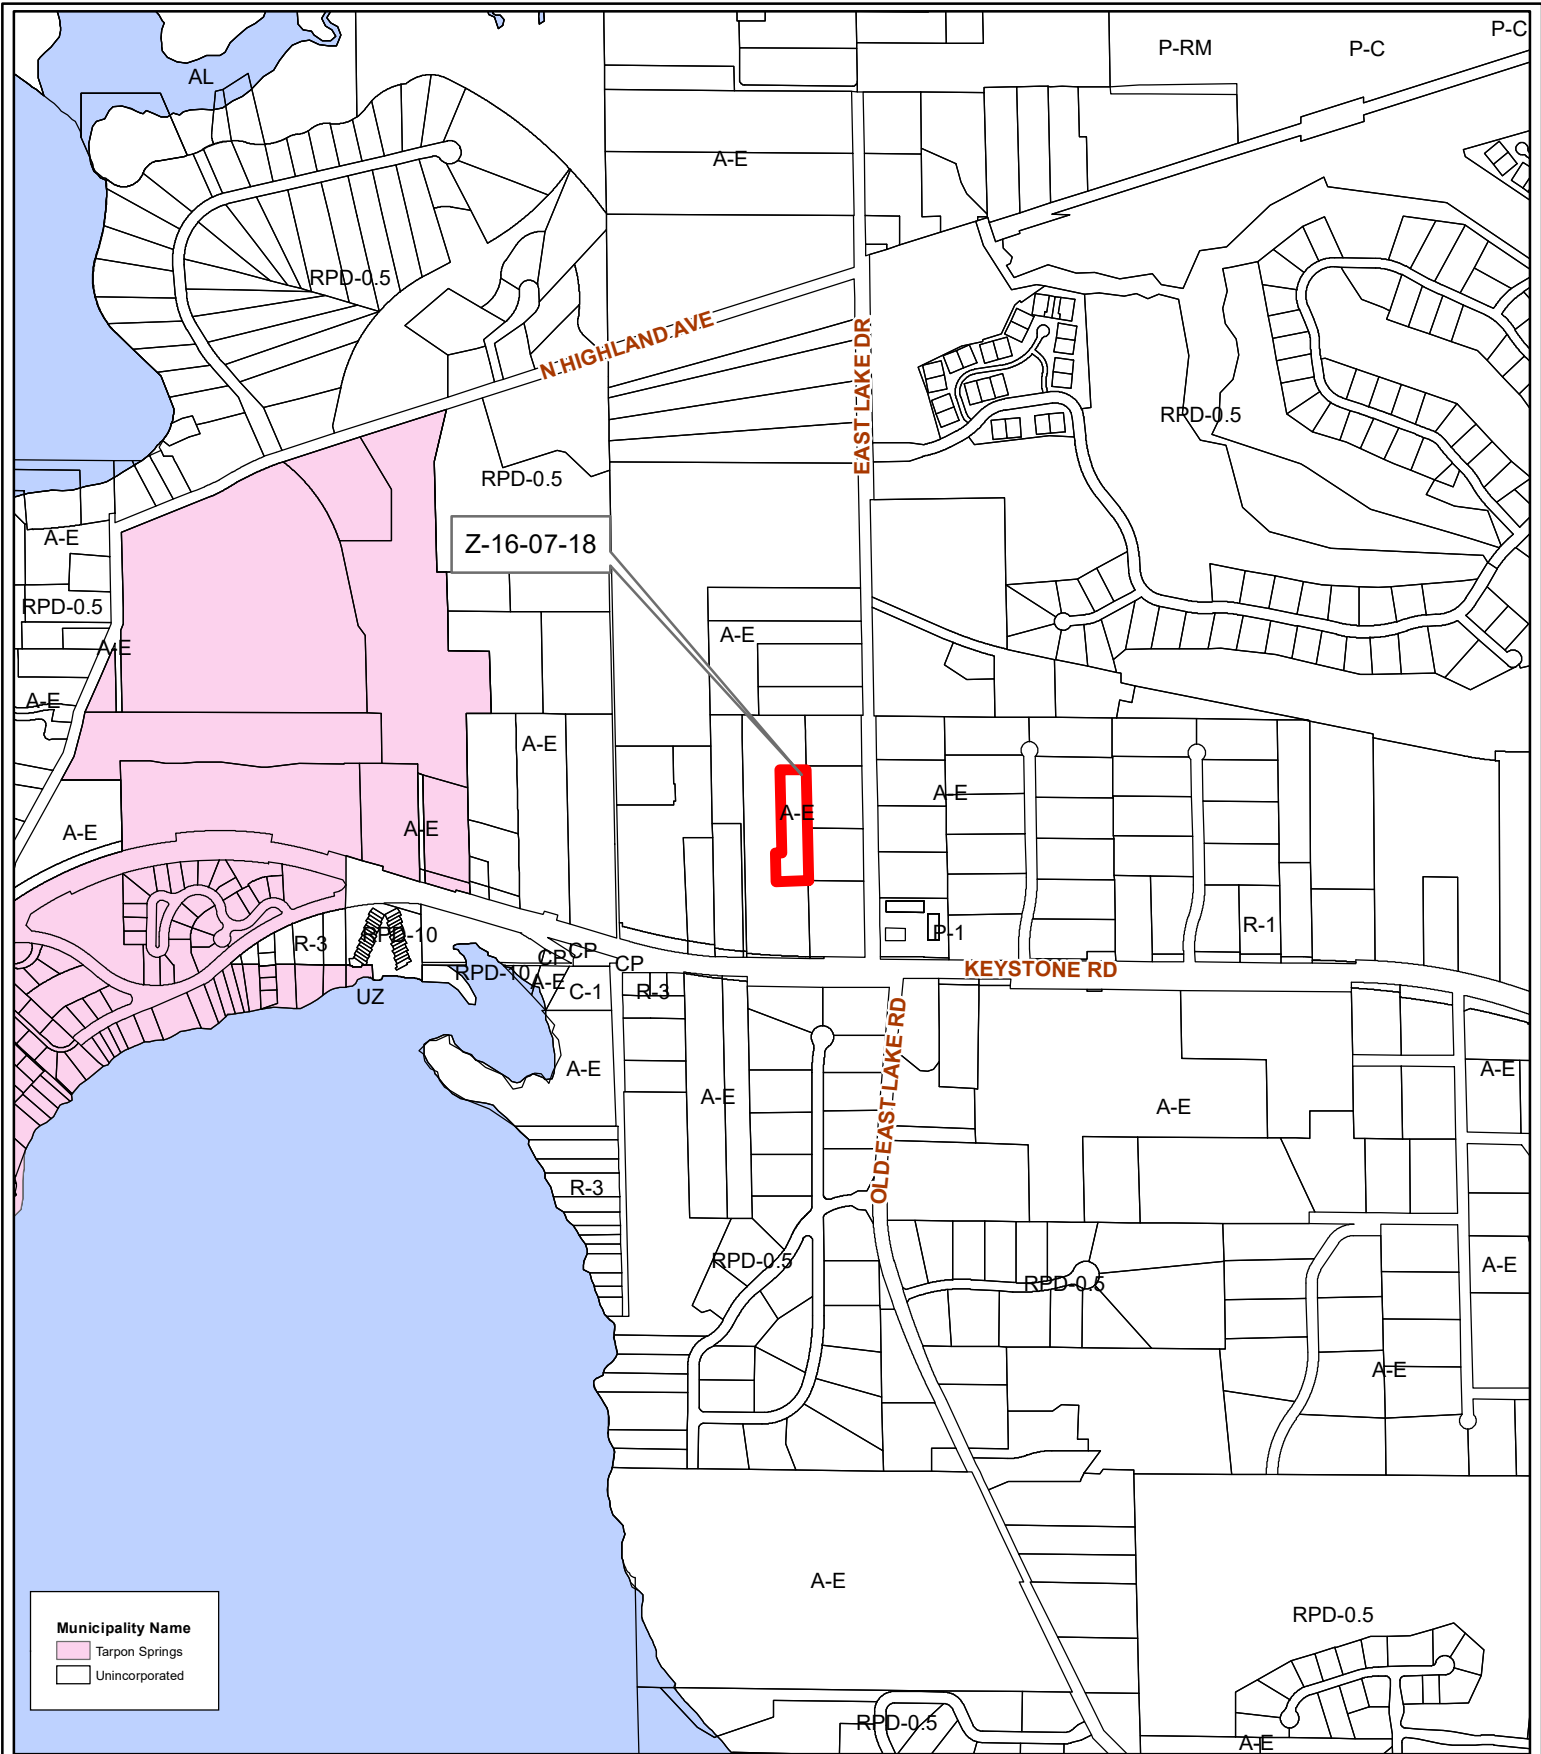 P-C
P-RM
P-C
AL
A-E
RPD-0.5
N HIGHLAND AVE
EAST LAKE DR
RPD-0.5
RPD-0.5
A-E
Z-16-07-18
RPD-0.5
A-E
A-E
A-E
A-E
A-E
A-E
A-E
A-E
A-E
R-3
RPD-10
P-1
R-1
CP
CP
CP
KEYSTONE RD
RPD-10
A-E
C-1
R-3
UZ
OLD EAST LAKE RD
A-E
A-E
A-E
A-E
R-3
RPD-0.5
RPD-0.5
A-E
A-E
A-E
RPD-0.5
Municipality Name
Tarpon Springs
Unincorporated
RPD-0.5
A-E